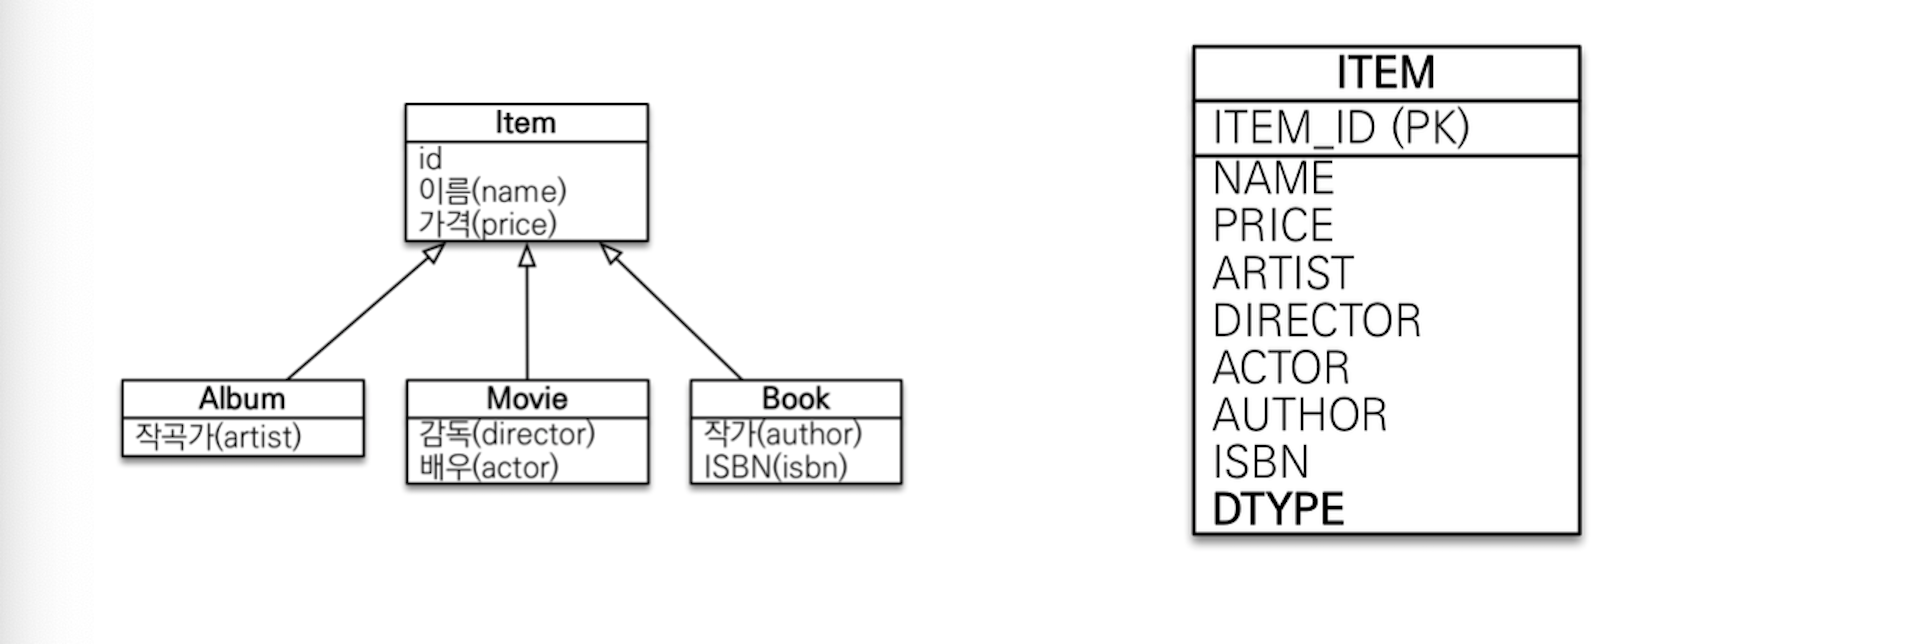 Item
id
이름(name)
가격(price)
Album
작곡가(artist)
Movie
감독(director)
배우(actor)
Book
작가(author)
ISBN(isbn)
ITEM
ITEM_ID (PK)
NAME
PRICE
ARTIST
DIRECTOR
ACTOR
AUTHOR
ISBN
DTYPE